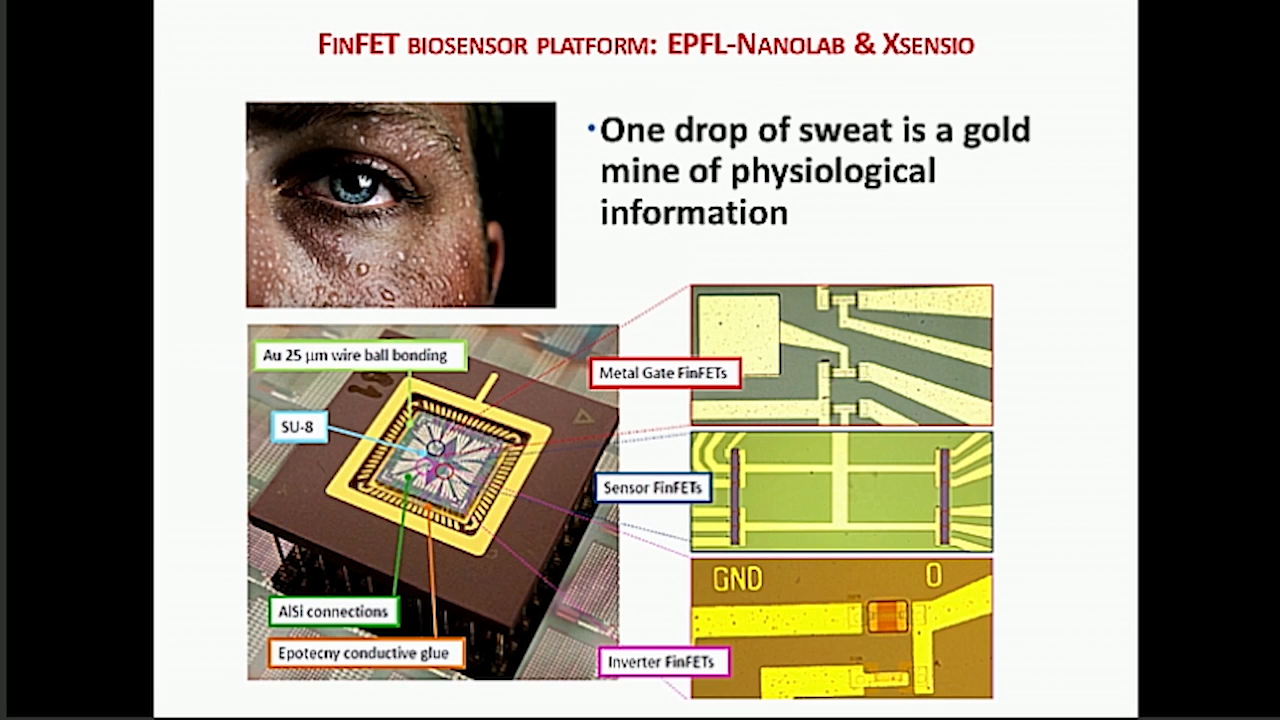 FINFET BIOSENSOR PLATFORM: EPFL-NANOLAB & XSENSIO
•One drop of sweat is a gold
mine of physiological
information
Au 25 µm wire ball bonding
SU-8
AlSi connections
Epotecny conductive glue
Metal Gate FinFETs
Sensor FinFETs
GND O
Inverter FinFETs